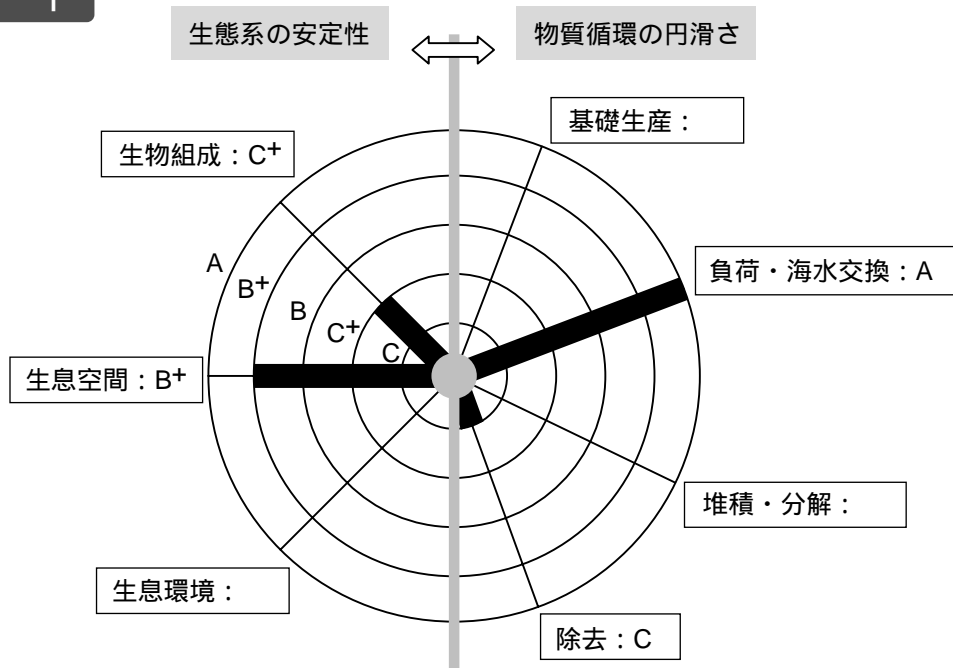 生態系の安定性
物質循環の円滑さ
基礎生産：
生物組成：C+
負荷・海水交換：A
A
B+
B
C+
C
生息空間：B+
堆積・分解：
生息環境：
除去：C